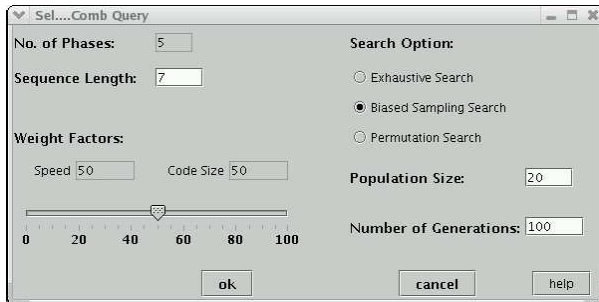 Sel....Comb Query
No. of Phases: 5
Sequence Length: 7
Weight Factors:
Speed 50 Code Size 50
0 20 40 60 80 100
Search Option:
Exhaustive Search
Biased Sampling Search
Permutation Search
Population Size: 20
Number of Generations: 100
ok cancel help